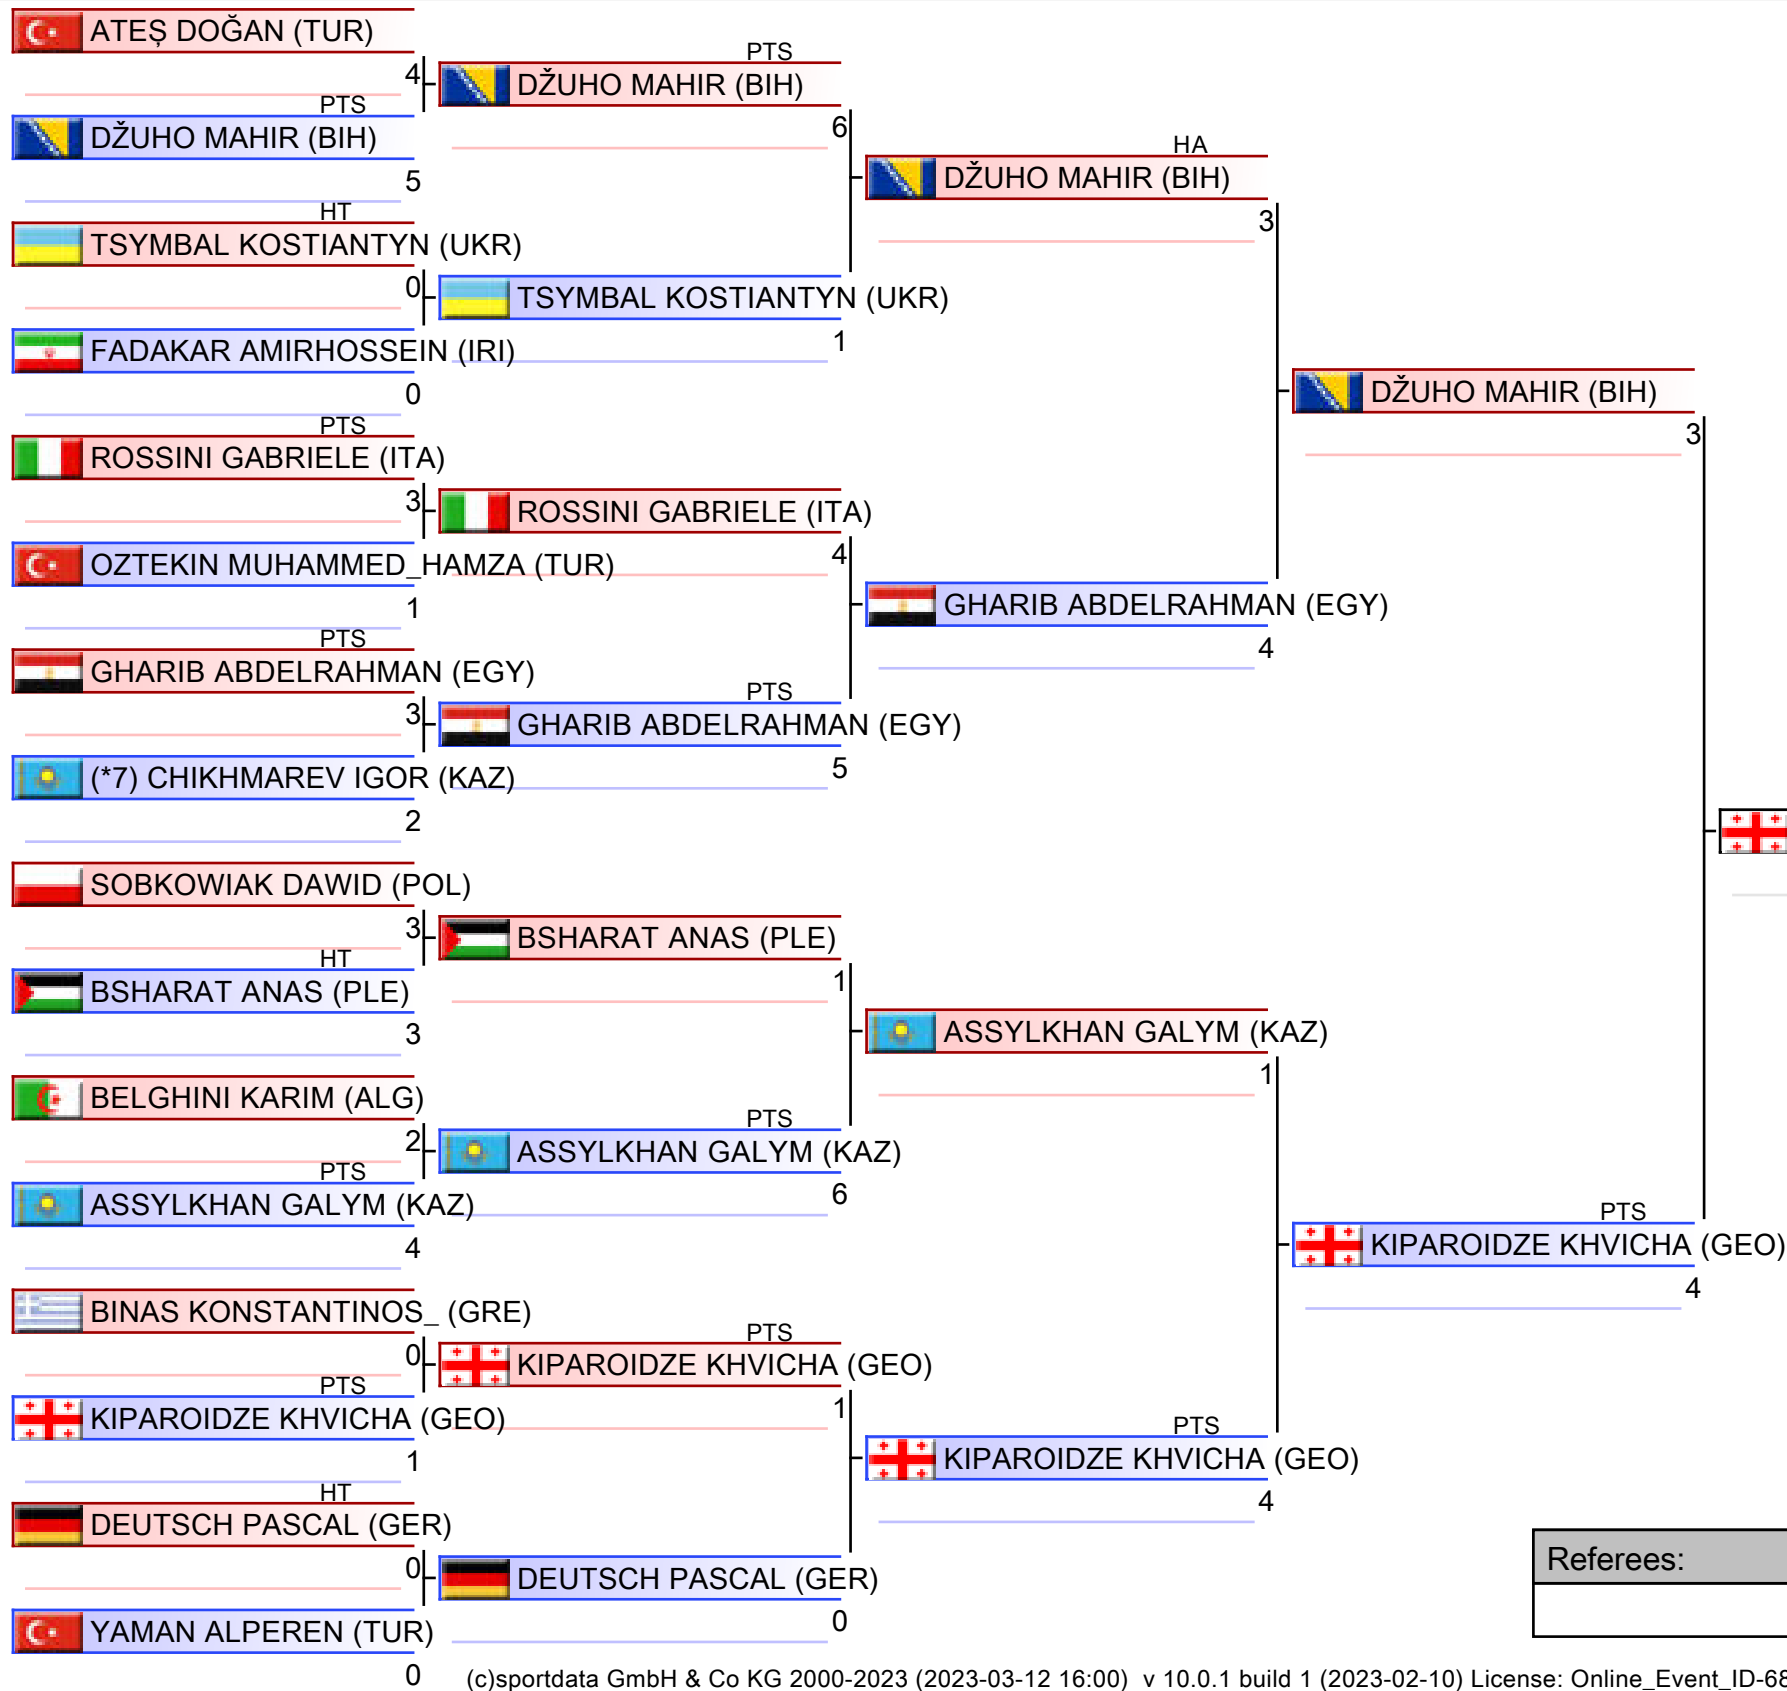 ATEŞ DOĞAN (TUR)
4
PTS
DŽUHO MAHIR (BIH)
5
HT
TSYMBAL KOSTIANTYN (UKR)
0
FADAKAR AMIRHOSSEIN (IRI)
0
PTS
ROSSINI GABRIELE (ITA)
3
OZTEKIN MUHAMMED_HAMZA (TUR)
1
PTS
GHARIB ABDELRAHMAN (EGY)
3
(*7) CHIKHMAREV IGOR (KAZ)
2
SOBKOWIAK DAWID (POL)
3
HT
BSHARAT ANAS (PLE)
3
BELGHINI KARIM (ALG)
2
PTS
ASSYLKHAN GALYM (KAZ)
4
BINAS KONSTANTINOS_ (GRE)
0
PTS
KIPAROIDZE KHVICHA (GEO)
1
HT
DEUTSCH PASCAL (GER)
0
YAMAN ALPEREN (TUR)
0
PTS
DŽUHO MAHIR (BIH)
6
TSYMBAL KOSTIANTYN (UKR)
1
ROSSINI GABRIELE (ITA)
4
PTS
GHARIB ABDELRAHMAN (EGY)
5
BSHARAT ANAS (PLE)
1
PTS
ASSYLKHAN GALYM (KAZ)
6
PTS
KIPAROIDZE KHVICHA (GEO)
1
DEUTSCH PASCAL (GER)
0
HA
DŽUHO MAHIR (BIH)
3
GHARIB ABDELRAHMAN (EGY)
4
ASSYLKHAN GALYM (KAZ)
1
PTS
KIPAROIDZE KHVICHA (GEO)
4
DŽUHO MAHIR (BIH)
3
PTS
KIPAROIDZE KHVICHA (GEO)
4
Referees:
(c)sportdata GmbH & Co KG 2000-2023 (2023-03-12 16:00) v 10.0.1 build 1 (2023-02-10) License: Online_Event_ID-68